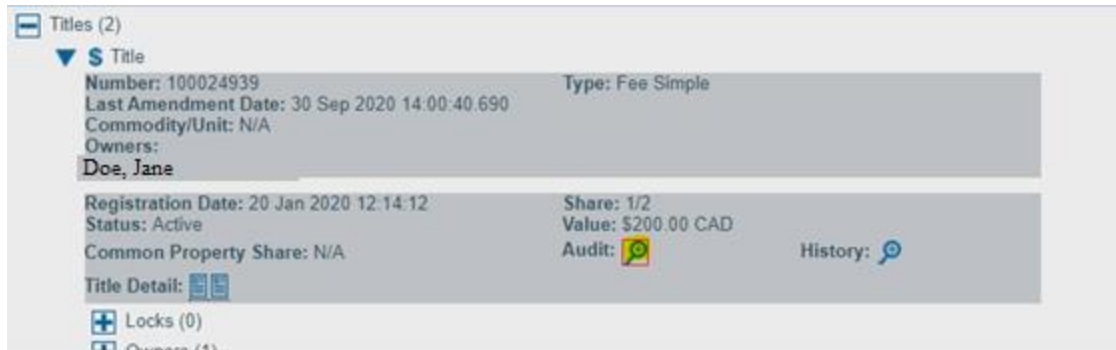 Titles (2)
$ Title
Number: 100024939 Type: Fee Simple
Last Amendment Date: 30 Sep 2020 14:00:40.690
Commodity/Unit: N/A
Owners:
Doe, Jane
Registration Date: 20 Jan 2020 12:14:12 Share: 1/2
Status: Active Value: $200.00 CAD
Common Property Share: N/A Audit: History:
Title Detail:
Locks (0)
Owners (1)